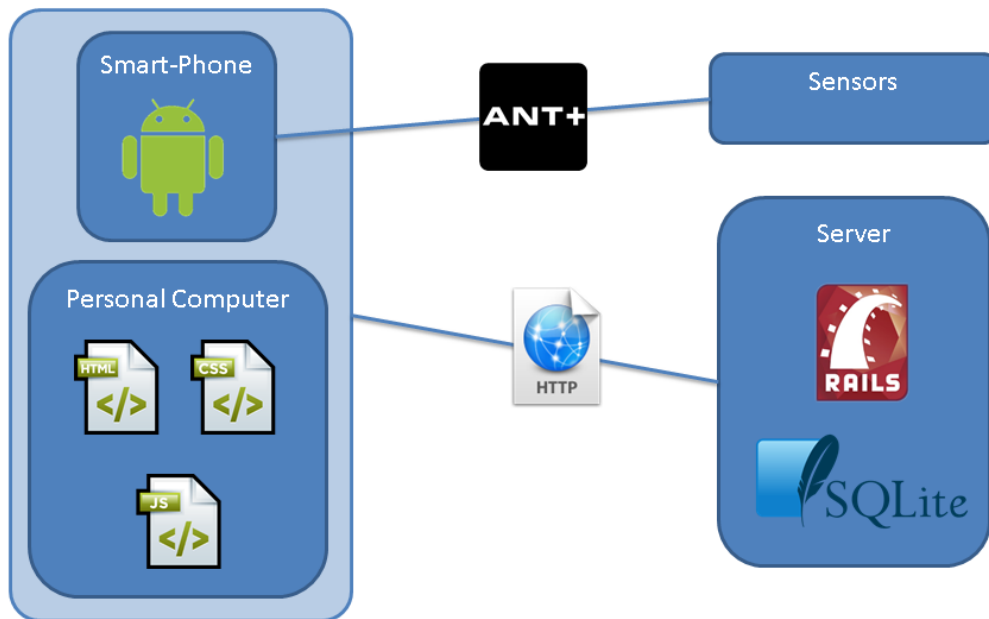 Smart-Phone
ANT+
Sensors
Server
Personal Computer
HTML
CSS
HTTP
RAILS
JS
SQLite